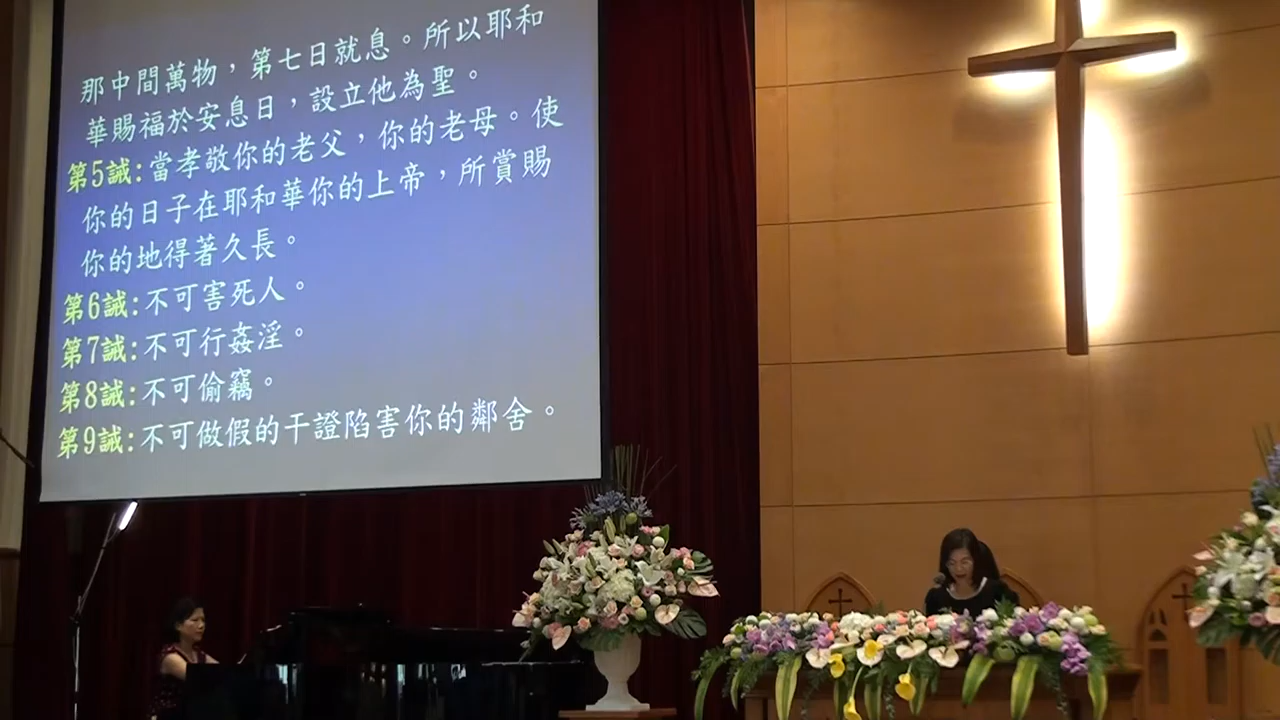 那中間萬物，第七日就息。所以耶和
華賜福於安息日，設立他為聖。
第5誡:當孝敬你的老父，你的老母。使
你的日子在耶和華你的上帝，所賞賜
你的地得著久長。
第6誡:不可害死人。
第7誡:不可行姦淫。
第8誡:不可偷竊。
第9誡:不可做假的干證陷害你的鄰舍。